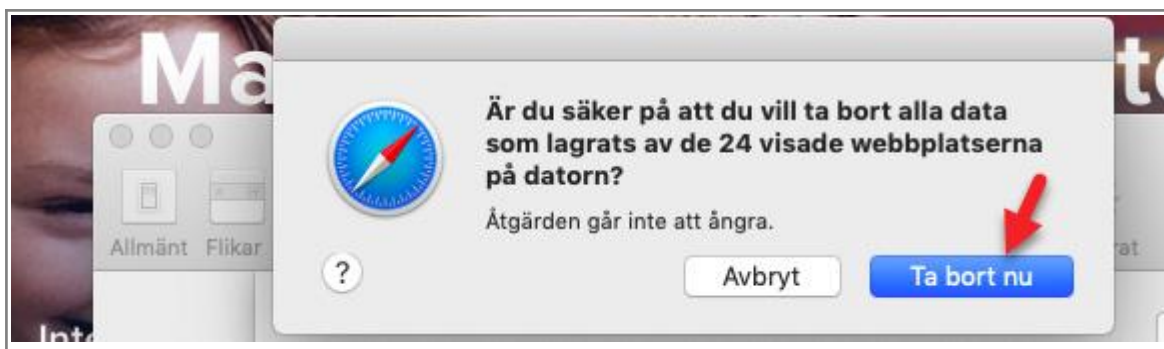 Ma
Är du säker på att du vill ta bort alla data
som lagrats av de 24 visade webbplatserna
på datorn?
Åtgärden går inte att ångra.
Allmänt Flikar
?
Avbryt
Ta bort nu